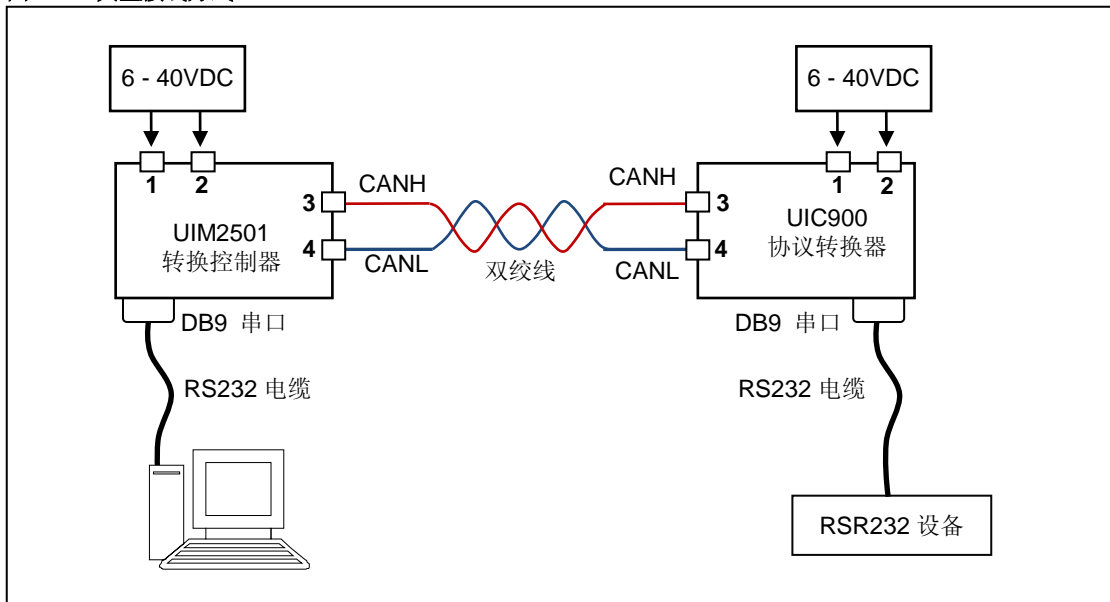 6 - 40VDC
6 - 40VDC
1 2
1 2
CANH
CANH
3
3
UIM2501
转换控制器
UIC900
协议转换器
4
4
CANL
双绞线
CANL
DB9 串口
DB9 串口
RS232 电缆
RS232 电缆
RSR232 设备